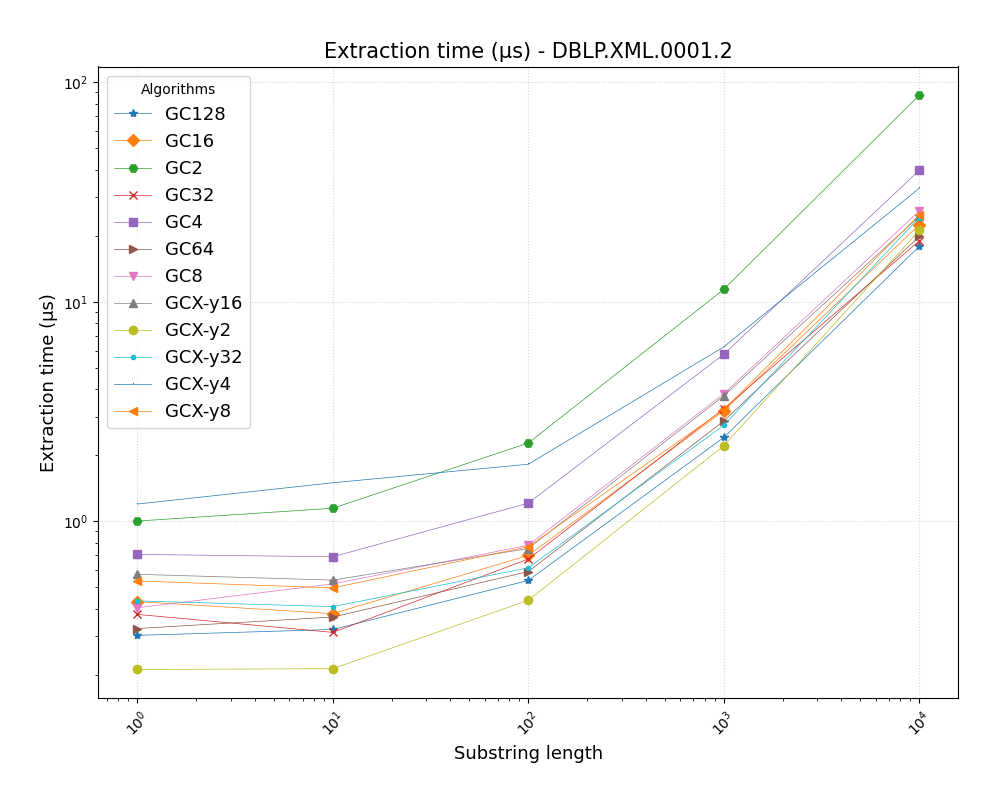 Extraction time (µs) - DBLP.XML.0001.2
Extraction time (µs)
10²
10¹
10⁰
Algorithms
GC128
GC16
GC2
GC32
GC4
GC64
GC8
GCX-y16
GCX-y2
GCX-y32
GCX-y4
GCX-y8
10⁰ 10¹ 10² 10³ 10⁴
Substring length